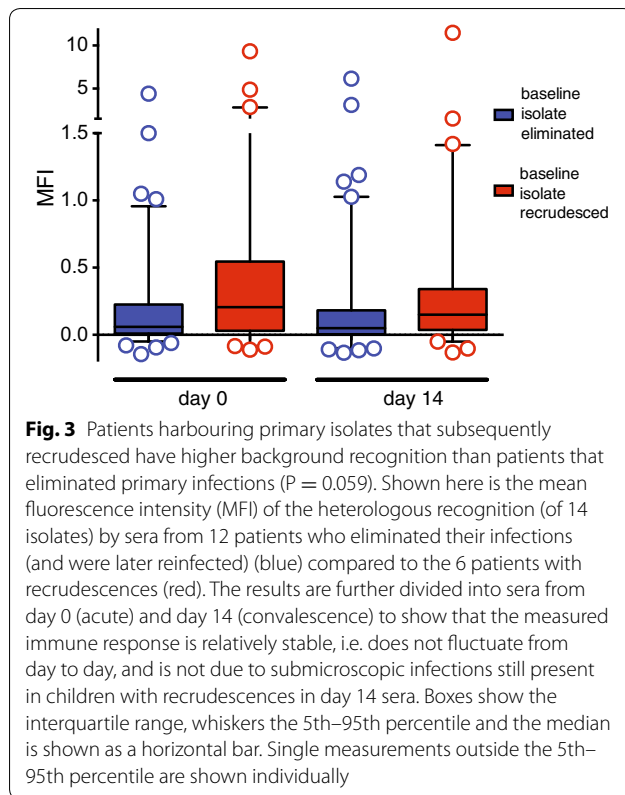 10
5
1.5
1.0
0.5
0.0
MFI
baseline
isolate
eliminated
baseline
isolate
recrudesced
day 0
day 14
Fig. 3 Patients harbouring primary isolates that subsequently
recrudesced have higher background recognition than patients that
eliminated primary infections (P = 0.059). Shown here is the mean
fluorescence intensity (MFI) of the heterologous recognition (of 14
isolates) by sera from 12 patients who eliminated their infections
(and were later reinfected) (blue) compared to the 6 patients with
recrudescences (red). The results are further divided into sera from
day 0 (acute) and day 14 (convalescence) to show that the measured
immune response is relatively stable, i.e. does not fluctuate from
day to day, and is not due to submicroscopic infections still present
in children with recrudescences in day 14 sera. Boxes show the
interquartile range, whiskers the 5th–95th percentile and the median
is shown as a horizontal bar. Single measurements outside the 5th–
95th percentile are shown individually